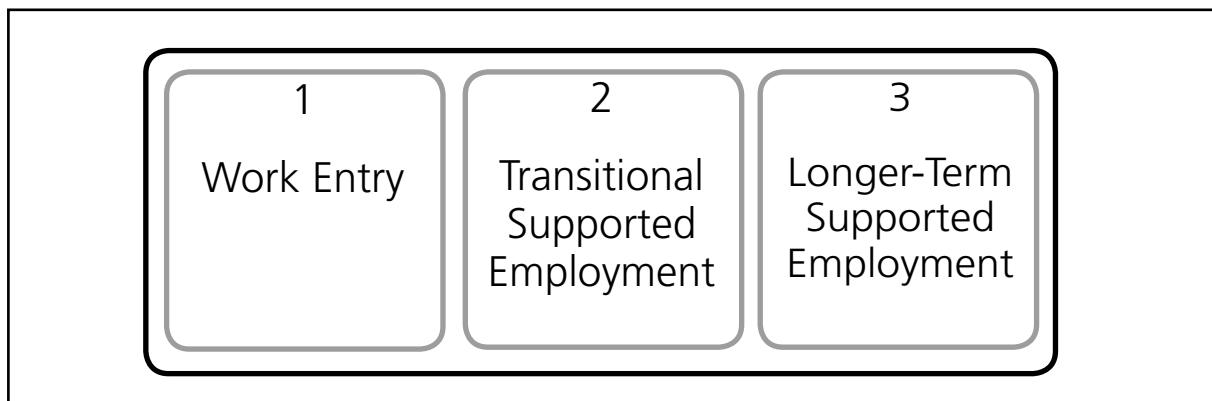 1
Work Entry
2
Transitional
Supported
Employment
3
Longer-Term
Supported
Employment